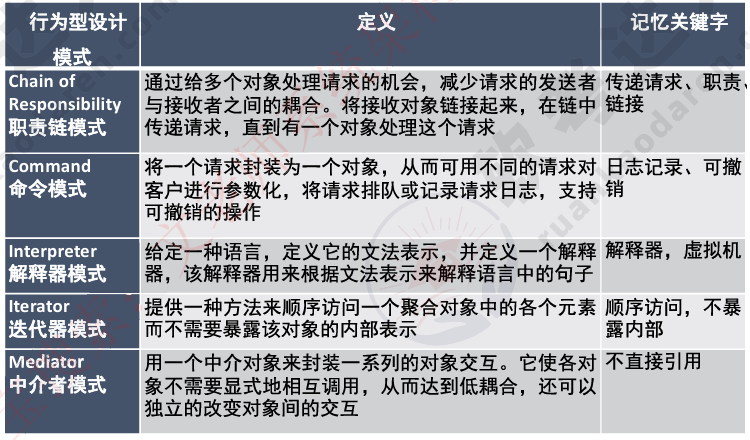 行为型设计
模式
定义
记忆关键字
Chain of
Responsibility
职责链模式
通过给多个对象处理请求的机会，减少请求的发送者
与接收者之间的耦合。将接收对象链接起来，在链中
传递请求，直到有一个对象处理这个请求
传递请求、职责、
链接
Command
命令模式
将一个请求封装为一个对象，从而可用不同的请求对
客户进行参数化，将请求排队或记录请求日志，支持
可撤销的操作
日志记录、可撤
销
Interpreter
解释器模式
给定一种语言，定义它的文法表示，并定义一个解释
器，该解释器用来根据文法表示来解释语言中的句子
解释器，虚拟机
Iterator
迭代器模式
提供一种方法来顺序访问一个聚合对象中的各个元素
而不需要暴露该对象的内部表示
顺序访问，不暴
露内部
Mediator
中介者模式
用一个中介对象来封装一系列的对象交互。它使各对
象不需要显式地相互调用，从而达到低耦合，还可以
独立的改变对象间的交互
不直接引用